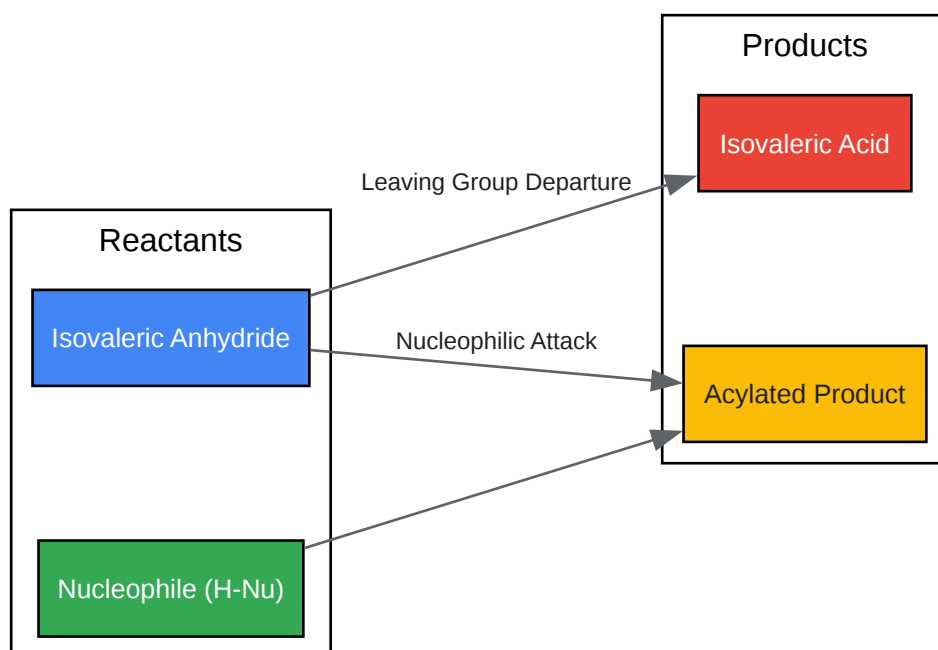 Products
Isovaleric Acid
Leaving Group Departure
Reactants
Isovaleric Anhydride
Nucleophilic Attack
Acylated Product
Nucleophile (H-Nu)